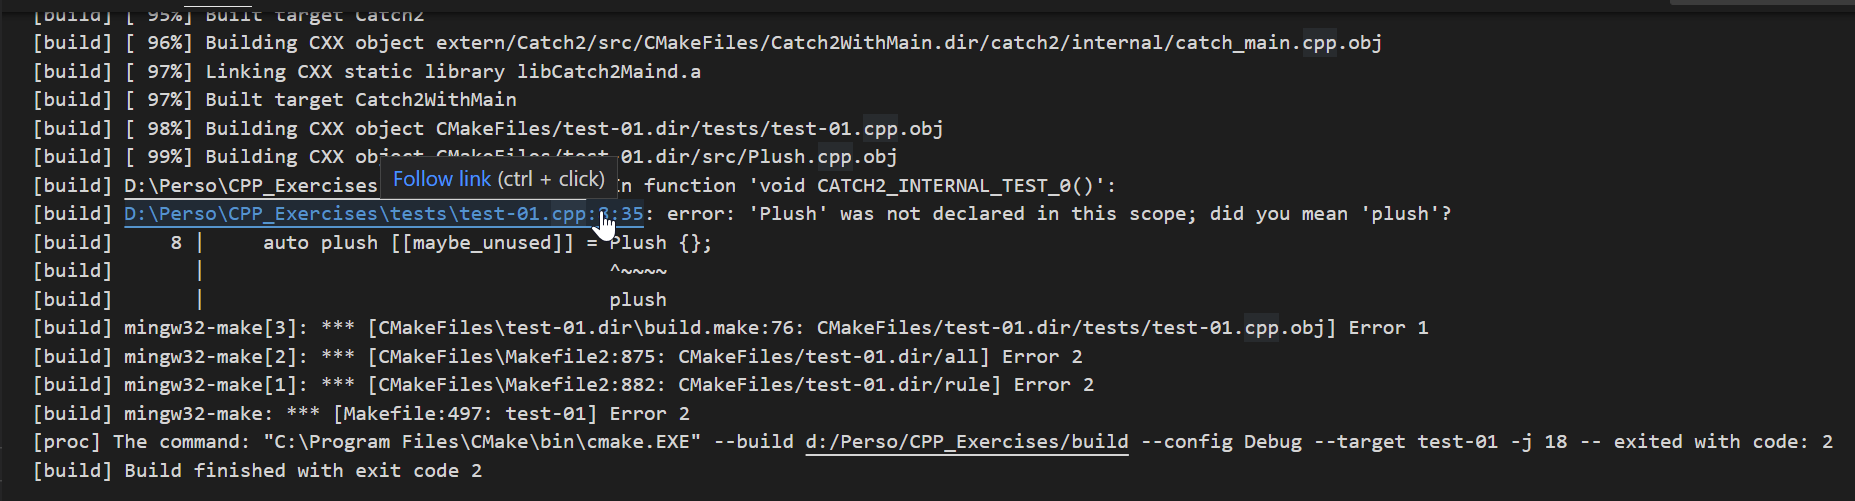 [build] [ 95%] Built target Catch2
[build] [ 96%] Building CXX object extern/Catch2/src/CMakeFiles/Catch2WithMain.dir/catch2/internal/catch_main.cpp.obj
[build] [ 97%] Linking CXX static library libCatch2Maind.a
[build] [ 97%] Built target Catch2WithMain
[build] [ 98%] Building CXX object CMakeFiles/test-01.dir/tests/test-01.cpp.obj
[build] [ 99%] Building CXX object CMakeFiles/test-01.dir/src/Plush.cpp.obj
[build] D:\Perso\CPP_Exercises Follow link (ctrl + click) In function 'void CATCH2_INTERNAL_TEST_0()':
[build] D:\Perso\CPP_Exercises\tests\test-01.cpp:8:35: error: 'Plush' was not declared in this scope; did you mean 'plush'?
[build]     8 |     auto plush [[maybe_unused]] = Plush {};
[build]       |                                   ^~~~~
[build]       |                                   plush
[build] mingw32-make[3]: *** [CMakeFiles\test-01.dir\build.make:76: CMakeFiles/test-01.dir/tests/test-01.cpp.obj] Error 1
[build] mingw32-make[2]: *** [CMakeFiles\Makefile2:875: CMakeFiles/test-01.dir/all] Error 2
[build] mingw32-make[1]: *** [CMakeFiles\Makefile2:882: CMakeFiles/test-01.dir/rule] Error 2
[build] mingw32-make: *** [Makefile:497: test-01] Error 2
[proc] The command: "C:\Program Files\CMake\bin\cmake.EXE" --build d:/Perso/CPP_Exercises/build --config Debug --target test-01 -j 18 -- exited with code: 2
[build] Build finished with exit code 2